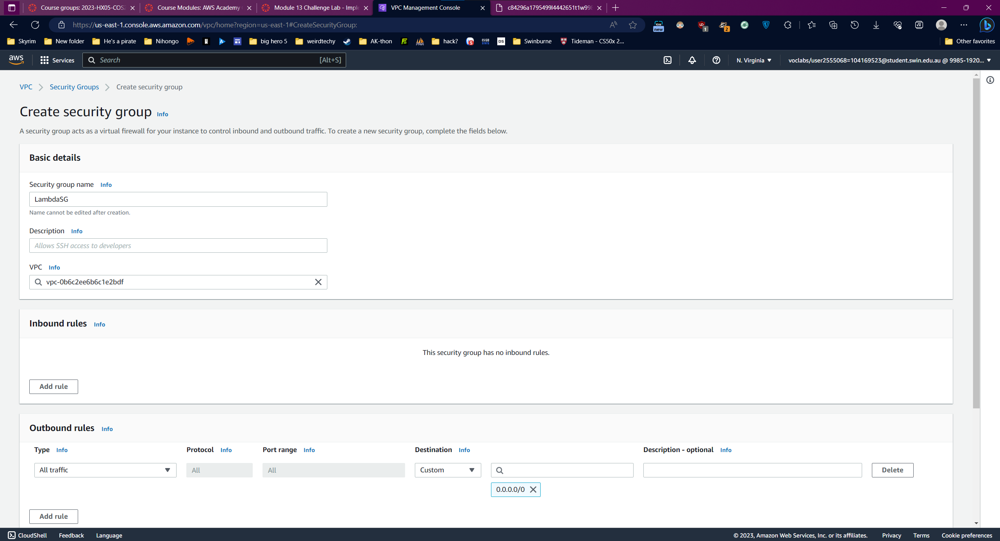 Course groups: 2023-HX05-COS2
Course Modules: AWS Academy
Module 13 Challenge Lab - Imple
VPC Management Console
c84296a1795499l4442651t1w998
https://us-east-1.console.aws.amazon.com/vpc/home?region=us-east-1#CreateSecurityGroup:
new
1
2
Skyrim
New folder
He's a pirate
Nihongo
big hero 5
weirdtechy
AK-thon
hack?
DS
Swinburne
Tideman - CS50x 2...
Other favorites
aws
Services
Search
[Alt+S]
N. Virginia
voclabs/user2555068=104169523@student.swin.edu.au @ 9985-1920...
VPC
Security Groups
Create security group
Create security group Info
A security group acts as a virtual firewall for your instance to control inbound and outbound traffic. To create a new security group, complete the fields below.
Basic details
Security group name Info
LambdaSG
Name cannot be edited after creation.
Description Info
Allows SSH access to developers
VPC Info
vpc-0b6c2ee6b6c1e2bdf
Inbound rules Info
This security group has no inbound rules.
Add rule
Outbound rules Info
Type Info Protocol Info Port range Info Destination Info Description - optional Info
All traffic All All Custom Delete
0.0.0.0/0
Add rule
CloudShell Feedback Language © 2023, Amazon Web Services, Inc. or its affiliates. Privacy Terms Cookie preferences